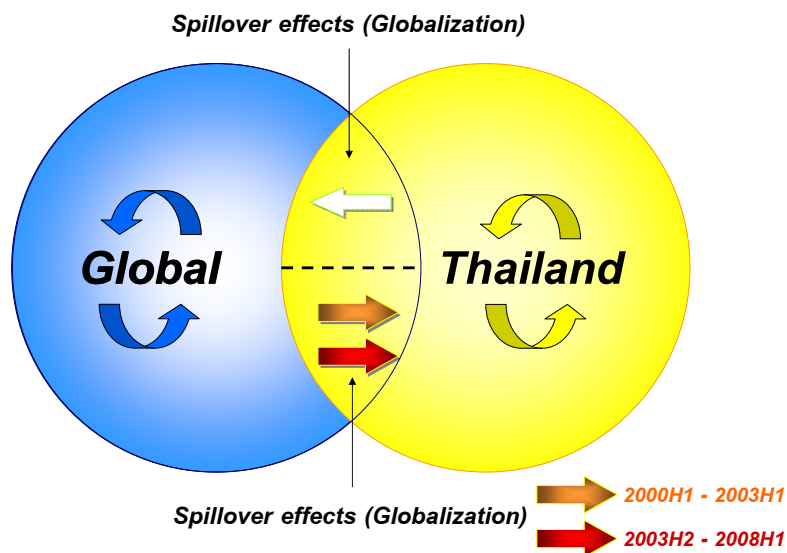 Spillover effects (Globalization)
Global
Thailand
Spillover effects (Globalization)
2000H1 - 2003H1
2003H2 - 2008H1